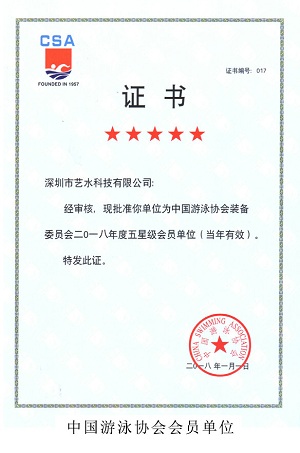 CSA
FOUNDED IN 1957
证书编号: 017
证 书
深圳市艺水科技有限公司:
经审核，现批准你单位为中国游泳协会装备
委员会二0一八年度五星级会员单位（当年有效）。
特发此证。
CHINA SWIMMING ASSOCIATION
中国游泳协会
二0一八年一月一日
中国游泳协会会员单位